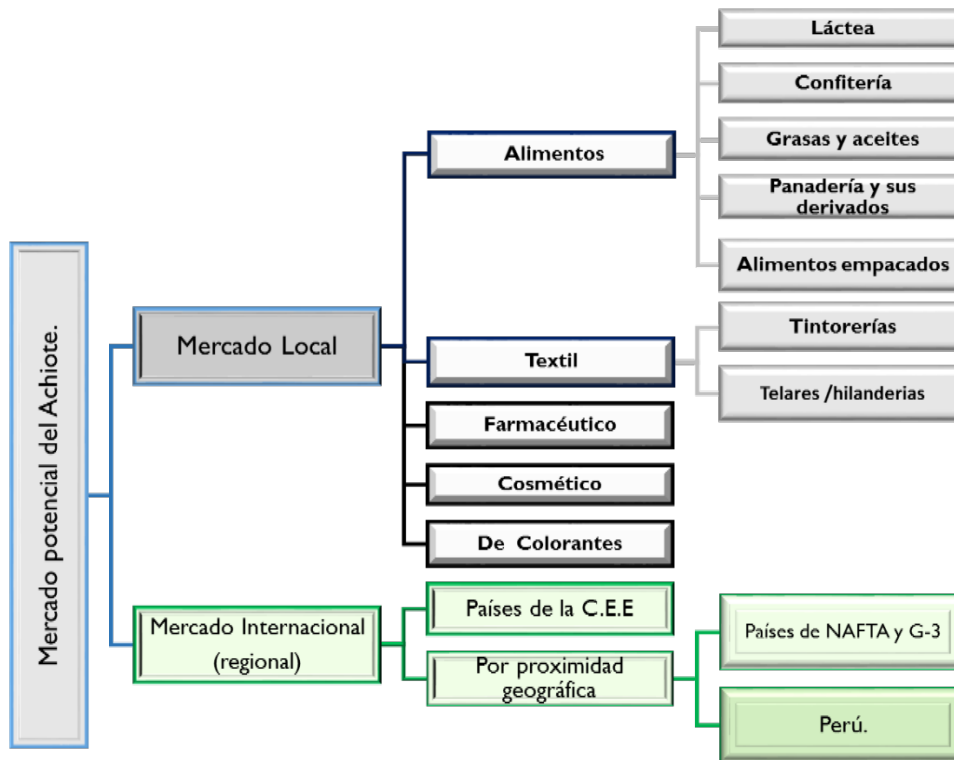 Mercado potencial del Achiote.
Mercado Local
Alimentos
Láctea
Confitería
Grasas y aceites
Panadería y sus
derivados
Alimentos empacados
Textil
Tintorerías
Telares /hilanderias
Farmacéutico
Cosmético
De Colorantes
Mercado Internacional
(regional)
Países de la C.E.E
Por proximidad
geográfica
Países de NAFTA y G-3
Perú.